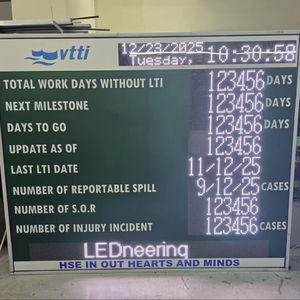 vtti
12/23/2025
Tuesday, 10:30:58
TOTAL WORK DAYS WITHOUT LTI 123456 DAYS
NEXT MILESTONE 123456 DAYS
DAYS TO GO 123456 DAYS
UPDATE AS OF 123456
LAST LTI DATE 11/12/25
NUMBER OF REPORTABLE SPILL 9/12/25 CASES
NUMBER OF S.O.R 123456
NUMBER OF INJURY INCIDENT 123456 CASES
LEDneering
HSE IN OUT HEARTS AND MINDS